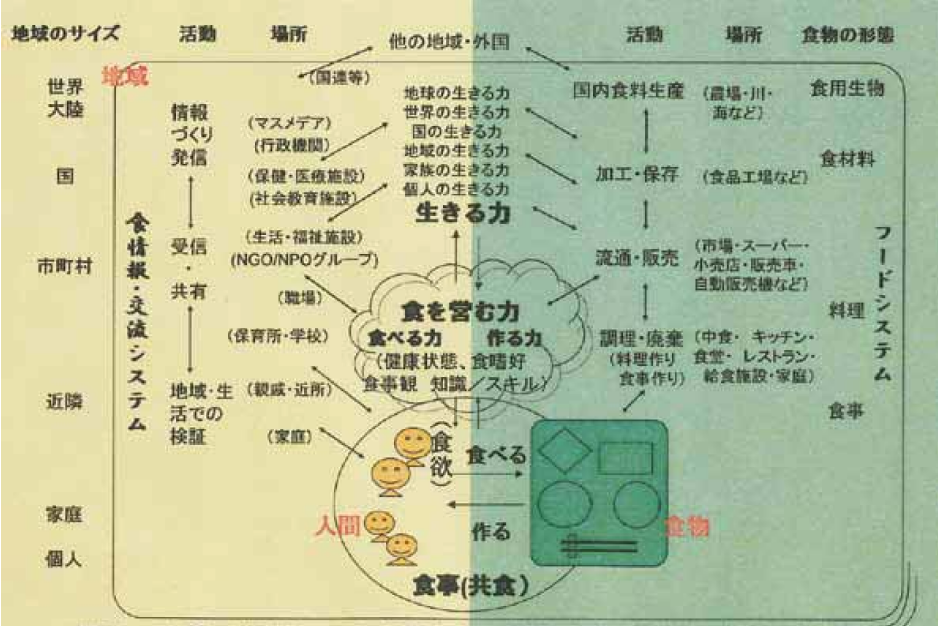 地域のサイズ
活動
場所
他の地域・外国
活動
場所
食物の形態
地域
世界
大陸
国
市町村
近隣
家庭
個人
食情報・交流システム
情報
づくり
発信
受信
・
共有
地域・生
活での
検証
(国連等)
(マスメデア)
(行政機関)
(保健・医療施設)
(社会教育施設)
(生活・福祉施設)
(NGO/NPOグループ)
(職場)
(保育所・学校)
(親戚・近所)
(家庭)
地球の生きる力
世界の生きる力
国の生きる力
地域の生きる力
家族の生きる力
個人の生きる力
生きる力
食を営む力
食べる力 作る力
(健康状態、食嗜好
食事観 知識／スキル)
(食欲)
食べる
作る
人間
食物
食事(共食)
国内食料生産
加工・保存
流通・販売
調理・廃棄
(料理作り
食事作り)
(農場・川・
海など)
(食品工場など)
(市場・スーパー・
小売店・販売車・
自動販売機など)
(中食・ キッチン・
食堂・ レストラン・
給食施設・家庭)
食用生物
食材料
料理
食事
フードシステム